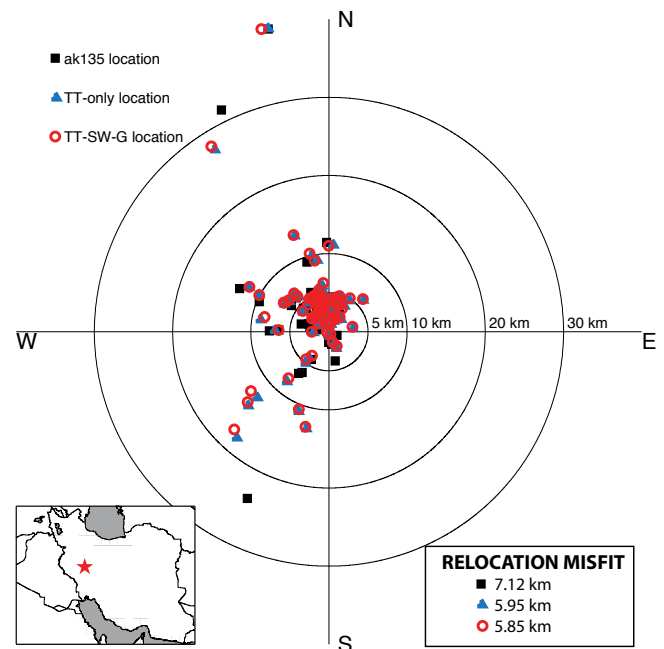 N
ak135 location
TT-only location
TT-SW-G location
5 km
10 km
20 km
30 km
W
E
RELOCATION MISFIT
7.12 km
5.95 km
5.85 km
S